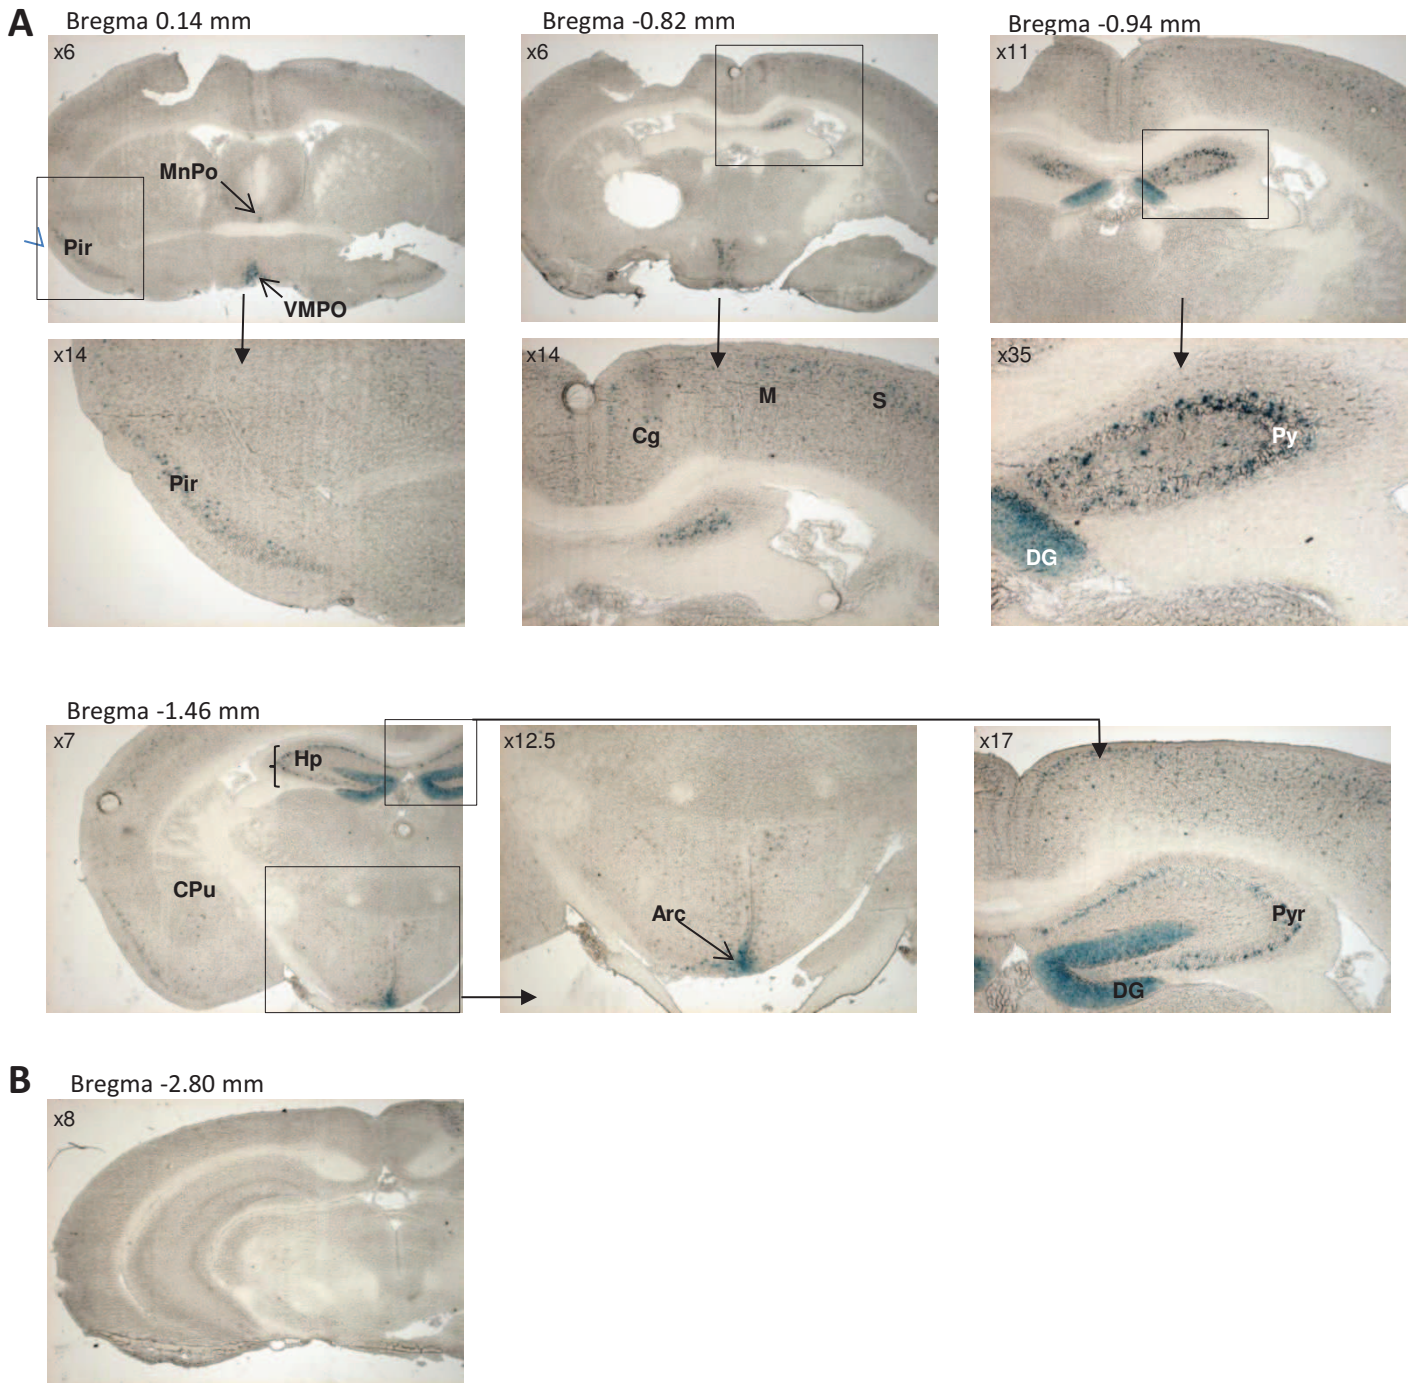 A
Bregma 0.14 mm
Bregma -0.82 mm
Bregma -0.94 mm
x6
MnPo
Pir
VMPO
x6
x11
x14
Pir
x14
M
S
Cg
x35
Py
DG
Bregma -1.46 mm
x7
Hp
CPu
x12.5
Arc
x17
Pyr
DG
B
Bregma -2.80 mm
x8